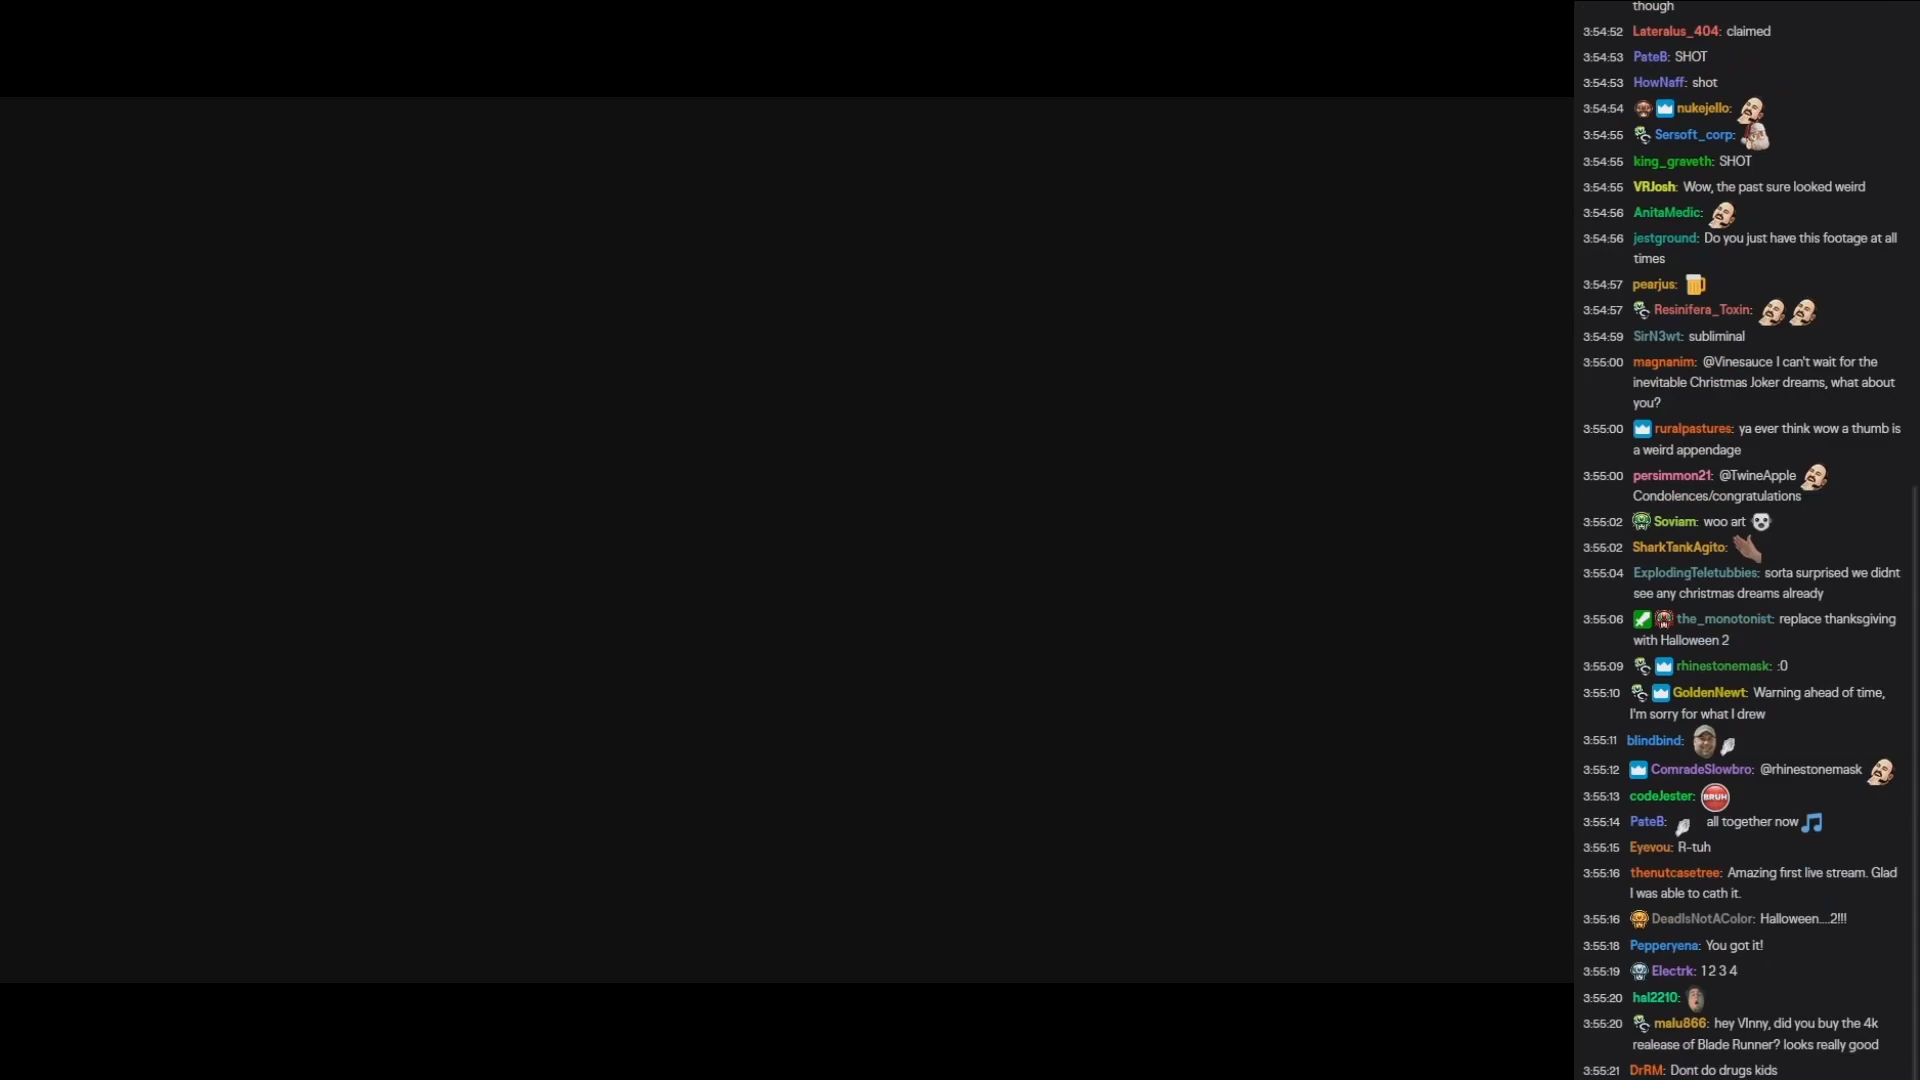 though
3:54:52 Lateralus_404: claimed
3:54:53 PateB: SHOT
3:54:53 HowNaff: shot
3:54:54 nukejello:
3:54:55 Sersoft_corp:
3:54:55 king_graveth: SHOT
3:54:55 VRJosh: Wow, the past sure looked weird
3:54:56 AnitaMedic:
3:54:56 jestground: Do you just have this footage at all
times
3:54:57 pearjus:
3:54:57 Resinifera_Toxin:
3:54:59 SirN3wt: subliminal
3:55:00 magnanim: @Vinesauce I can't wait for the
inevitable Christmas Joker dreams, what about
you?
3:55:00 ruralpastures: ya ever think wow a thumb is
a weird appendage
3:55:00 persimmon21: @TwineApple
Condolences/congratulations
3:55:02 Soviam: woo art
3:55:02 SharkTankAgito:
3:55:04 ExplodingTeletubbies: sorta surprised we didnt
see any christmas dreams already
3:55:06 the_monotonist: replace thanksgiving
with Halloween 2
3:55:09 rhinestonemask: :0
3:55:10 GoldenNewt: Warning ahead of time,
I'm sorry for what I drew
3:55:11 blindbind:
3:55:12 ComradeSlowbro: @rhinestonemask
3:55:13 codeJester: BRUH
3:55:14 PateB: all together now
3:55:15 Eyevou: R-tuh
3:55:16 thenutcasetree: Amazing first live stream. Glad
I was able to cath it.
3:55:16 DeadIsNotAColor: Halloween....2!!!
3:55:18 Pepperyena: You got it!
3:55:19 Electrk: 1 2 3 4
3:55:20 hal2210:
3:55:20 malu866: hey VInny, did you buy the 4k
realease of Blade Runner? looks really good
3:55:21 DrRM: Dont do drugs kids